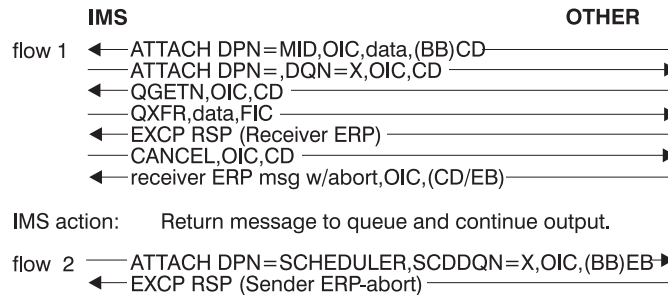 IMS OTHER
flow 1 ATTACH DPN=MID,OIC,data,(BB)CD
ATTACH DPN=,DQN=X,OIC,CD
QGETN,OIC,CD
QXFR,data,FIC
EXCP RSP (Receiver ERP)
CANCEL,OIC,CD
receiver ERP msg w/abort,OIC,(CD/EB)
IMS action: Return message to queue and continue output.
flow 2 ATTACH DPN=SCHEDULER,SCDDQN=X,OIC,(BB)EB
EXCP RSP (Sender ERP-abort)